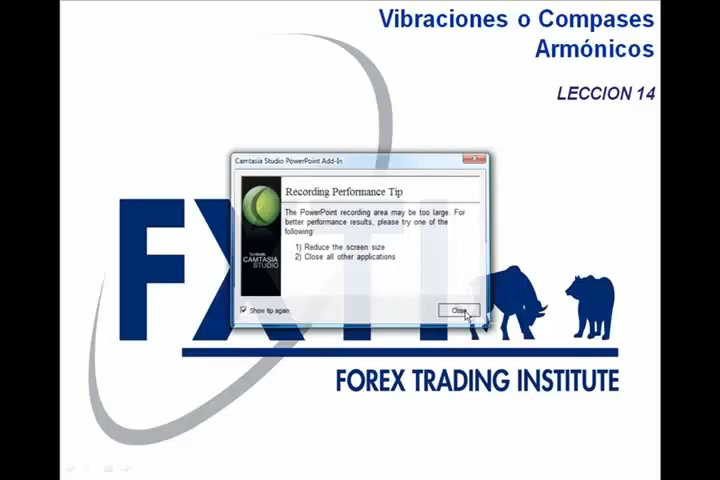 Vibraciones o Compases
Armónicos
LECCION 14
Camtasia Studio PowerPoint Add-In
Recording Performance Tip
The PowerPoint recording area may be too large. For
better performance results, please try one of the
following:
1) Reduce the screen size
2) Close all other applications
CAMTASIA
STUDIO
Show tip again
Close
FXTI
FOREX TRADING INSTITUTE